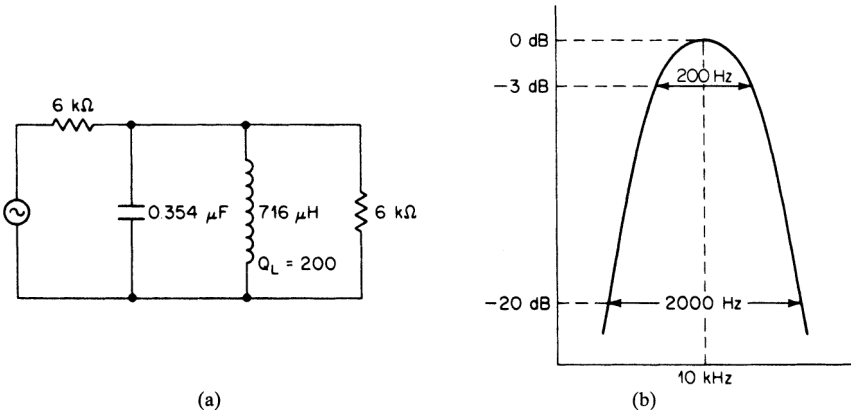 6 kΩ
0.354 μF
716 μH
6 kΩ
Q_L = 200
(a)
0 dB
−3 dB
200 Hz
−20 dB
2000 Hz
10 kHz
(b)